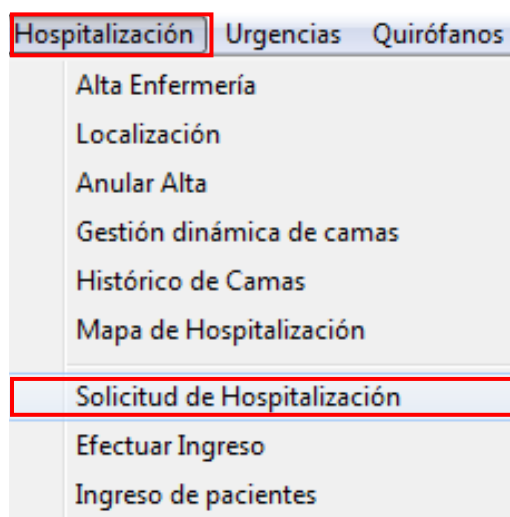 Hospitalización Urgencias Quirófanos
Alta Enfermería
Localización
Anular Alta
Gestión dinámica de camas
Histórico de Camas
Mapa de Hospitalización
Solicitud de Hospitalización
Efectuar Ingreso
Ingreso de pacientes